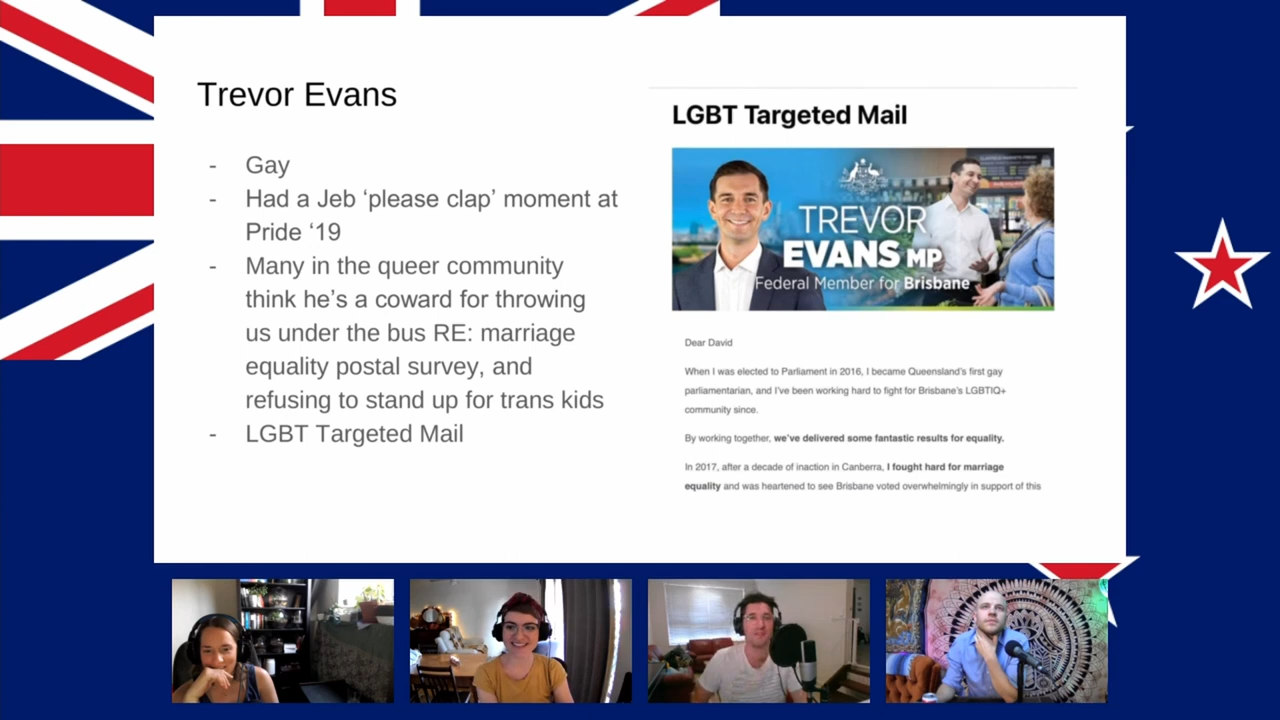 Trevor Evans
- Gay
- Had a Jeb ‘please clap’ moment at
Pride ‘19
- Many in the queer community
think he’s a coward for throwing
us under the bus RE: marriage
equality postal survey, and
refusing to stand up for trans kids
- LGBT Targeted Mail
LGBT Targeted Mail
TREVOR
EVANS MP
Federal Member for Brisbane
Dear David
When I was elected to Parliament in 2016, I became Queensland's first gay
parliamentarian, and I've been working hard to fight for Brisbane's LGBTIQ+
community since.
By working together, we've delivered some fantastic results for equality.
In 2017, after a decade of inaction in Canberra, I fought hard for marriage
equality and was heartened to see Brisbane voted overwhelmingly in support of this